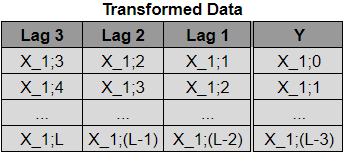 Transformed Data
Lag 3 Lag 2 Lag 1 Y
X_1;3 X_1;2 X_1;1 X_1;0
X_1;4 X_1;3 X_1;2 X_1;1
... ... ... ...
X_1;L X_1;(L-1) X_1;(L-2) X_1;(L-3)